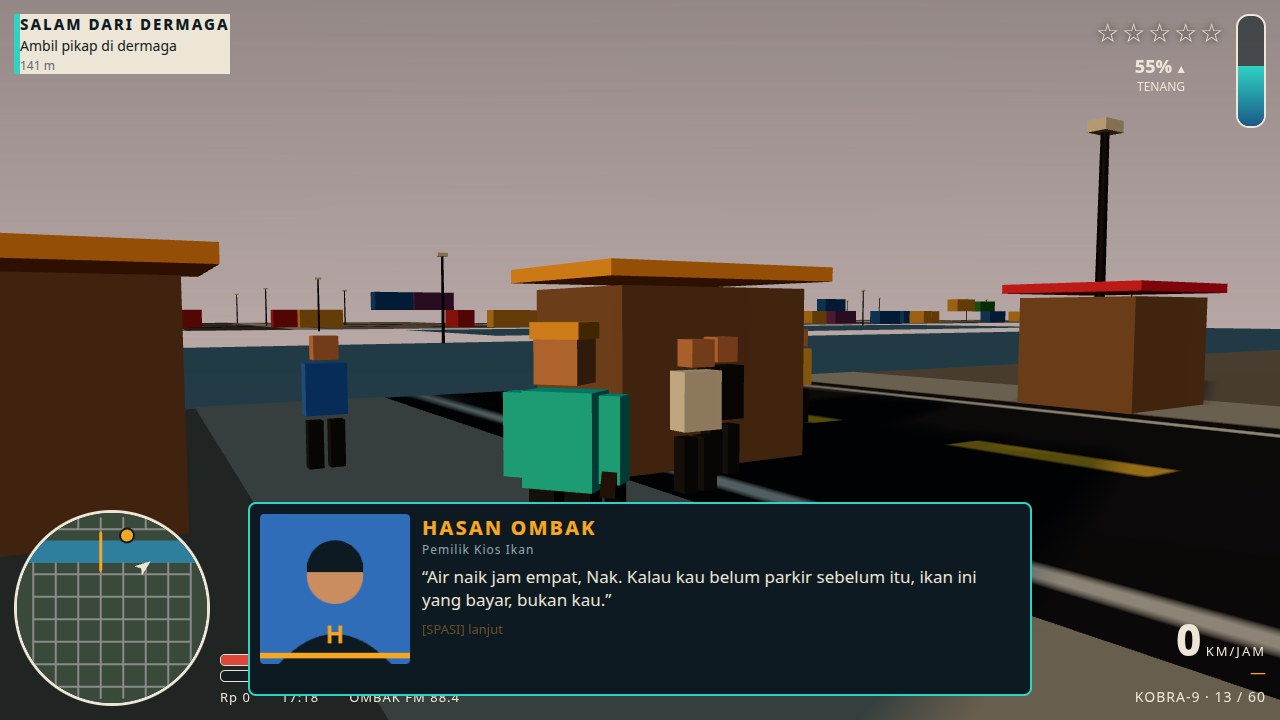 SALAM DARI DERMAGA
Ambil pikap di dermaga
141 m
55% ▲
TENANG
HASAN OMBAK
Pemilik Kios Ikan
“Air naik jam empat, Nak. Kalau kau belum parkir sebelum itu, ikan ini
yang bayar, bukan kau.”
[SPASI] lanjut
H
0 KM/JAM
—
Rp 0 17:18 OMBAK FM 88.4
KOBRA-9 · 13 / 60